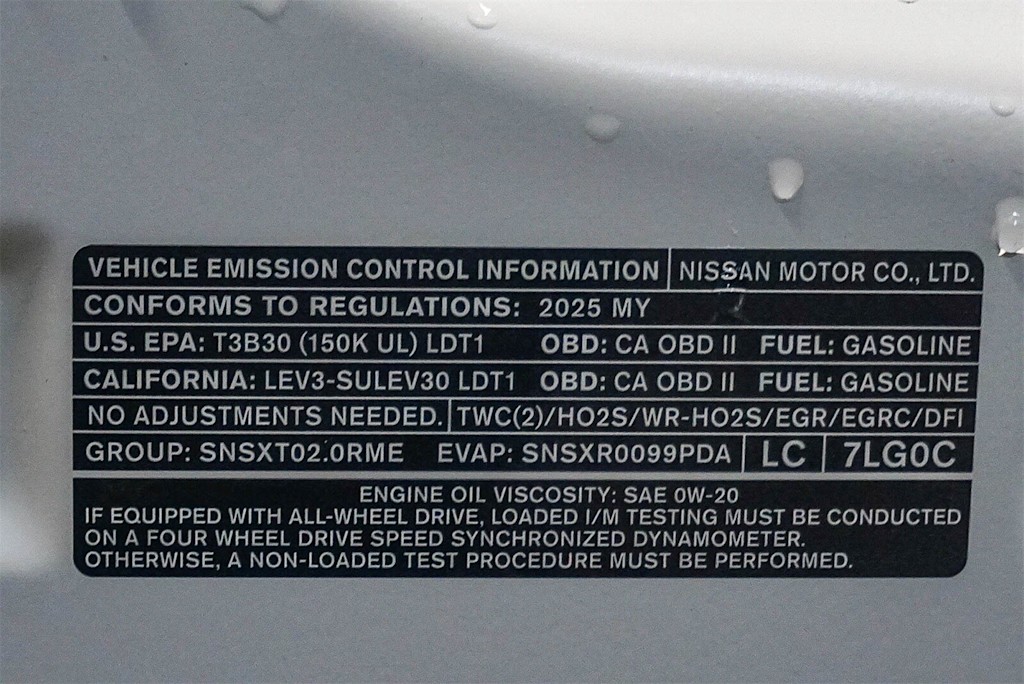 VEHICLE EMISSION CONTROL INFORMATION NISSAN MOTOR CO., LTD.
CONFORMS TO REGULATIONS: 2025 MY
U.S. EPA: T3B30 (150K UL) LDT1 OBD: CA OBD II FUEL: GASOLINE
CALIFORNIA: LEV3-SULEV30 LDT1 OBD: CA OBD II FUEL: GASOLINE
NO ADJUSTMENTS NEEDED. TWC(2)/HO2S/WR-HO2S/EGR/EGRC/DFI
GROUP: SNSXT02.0RME EVAP: SNSXR0099PDA LC 7LG0C
ENGINE OIL VISCOSITY: SAE 0W-20
IF EQUIPPED WITH ALL-WHEEL DRIVE, LOADED I/M TESTING MUST BE CONDUCTED
ON A FOUR WHEEL DRIVE SPEED SYNCHRONIZED DYNAMOMETER.
OTHERWISE, A NON-LOADED TEST PROCEDURE MUST BE PERFORMED.